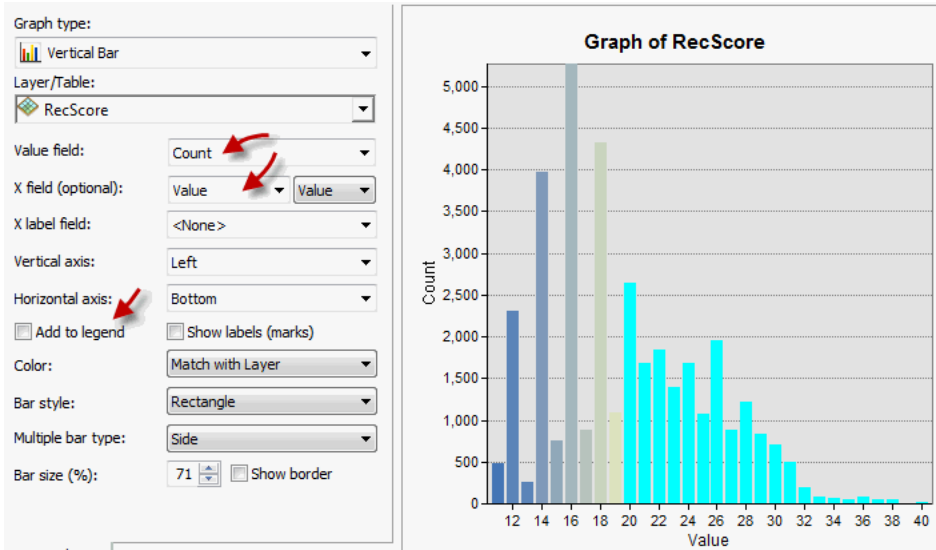 Graph type:
Vertical Bar
Layer/Table:
RecScore
Value field: Count
X field (optional): Value Value
X label field: <None>
Vertical axis: Left
Horizontal axis: Bottom
Add to legend Show labels (marks)
Color: Match with Layer
Bar style: Rectangle
Multiple bar type: Side
Bar size (%): 71 Show border
Graph of RecScore
5,000
4,500
4,000
3,500
3,000
2,500
2,000
1,500
1,000
500
0
Count
12 14 16 18 20 22 24 26 28 30 32 34 36 38 40
Value